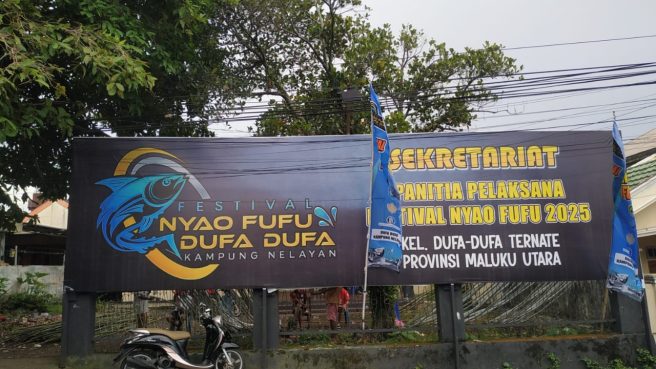 FESTIVAL
NYAO FUFU
DUFA DUFA
KAMPUNG NELAYAN
SEKRETARIAT
PANITIA PELAKSANA
FESTIVAL NYAO FUFU 2025
KEL. DUFA-DUFA TERNATE
PROVINSI MALUKU UTARA